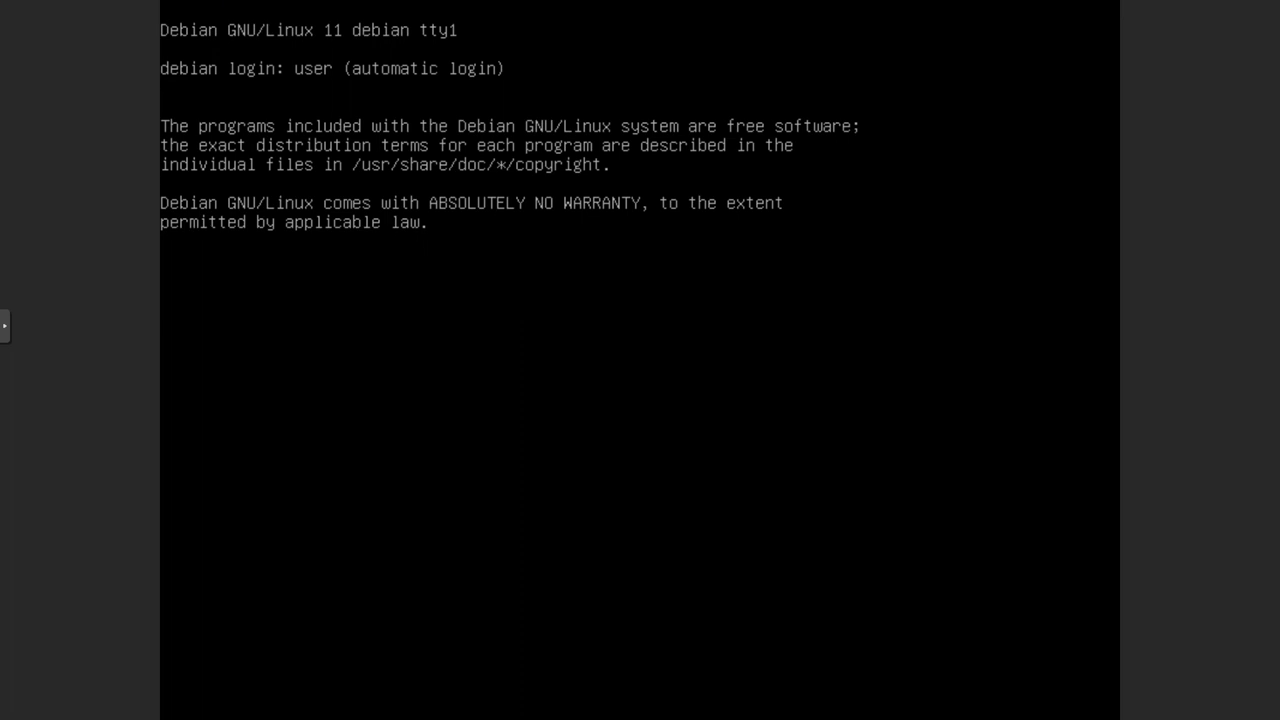 Debian GNU/Linux 11 debian tty1
debian login: user (automatic login)
The programs included with the Debian GNU/Linux system are free software;
the exact distribution terms for each program are described in the
individual files in /usr/share/doc/*/copyright.
Debian GNU/Linux comes with ABSOLUTELY NO WARRANTY, to the extent
permitted by applicable law.